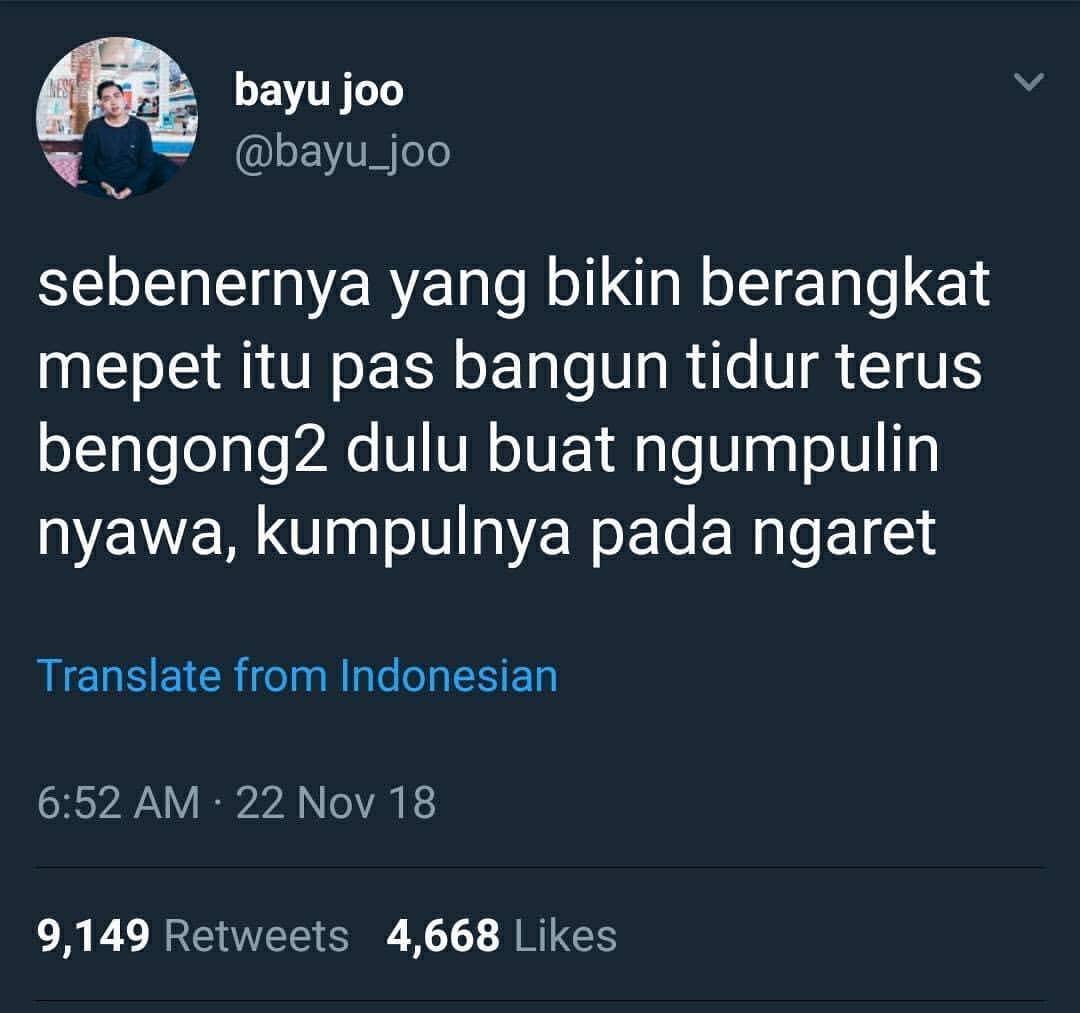 bayu joo
@bayu_joo
sebenernya yang bikin berangkat
mepet itu pas bangun tidur terus
bengong2 dulu buat ngumpulin
nyawa, kumpulnya pada ngaret
Translate from Indonesian
6:52 AM · 22 Nov 18
9,149 Retweets 4,668 Likes